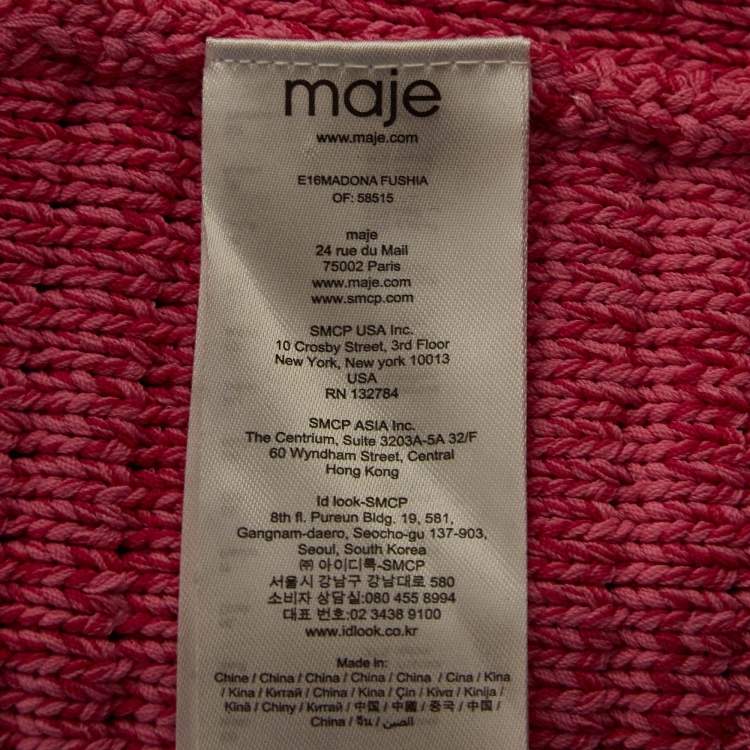 maje
www.maje.com
E16MADONA FUSHIA
OF: 58515
maje
24 rue du Mail
75002 Paris
www.maje.com
www.smcp.com
SMCP USA Inc.
10 Crosby Street, 3rd Floor
New York, New york 10013
USA
RN 132784
SMCP ASIA Inc.
The Centrium, Suite 3203A-5A 32/F
60 Wyndham Street, Central
Hong Kong
Id look-SMCP
8th fl. Pureun Bldg. 19, 581,
Gangnam-daero, Seocho-gu 137-903,
Seoul, South Korea
㈜ 아이디룩-SMCP
서울시 강남구 강남대로 580
소비자 상담실:080 455 8994
대표 번호:02 3438 9100
www.idlook.co.kr
Made in:
Chine / China / China / China / China / Cina / Kina
/ Kina / Китай / China / Kina / Çin / Κίνα / Kinija /
Ķīnā / Chiny / Китай / 中国 / 中國 / 중국 / 中国 /
China / จีน / الصين